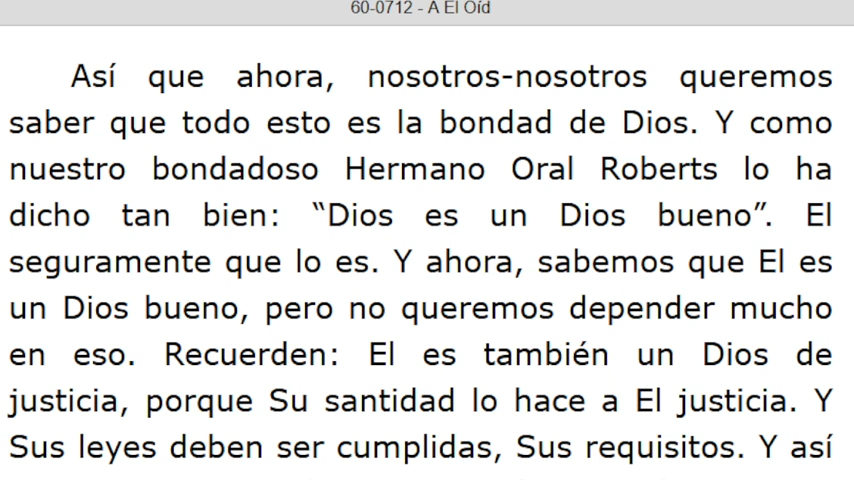 60-0712 - A El Oíd
Así que ahora, nosotros-nosotros queremos
saber que todo esto es la bondad de Dios. Y como
nuestro bondadoso Hermano Oral Roberts lo ha
dicho tan bien: “Dios es un Dios bueno”. El
seguramente que lo es. Y ahora, sabemos que El es
un Dios bueno, pero no queremos depender mucho
en eso. Recuerden: El es también un Dios de
justicia, porque Su santidad lo hace a El justicia. Y
Sus leyes deben ser cumplidas, Sus requisitos. Y así